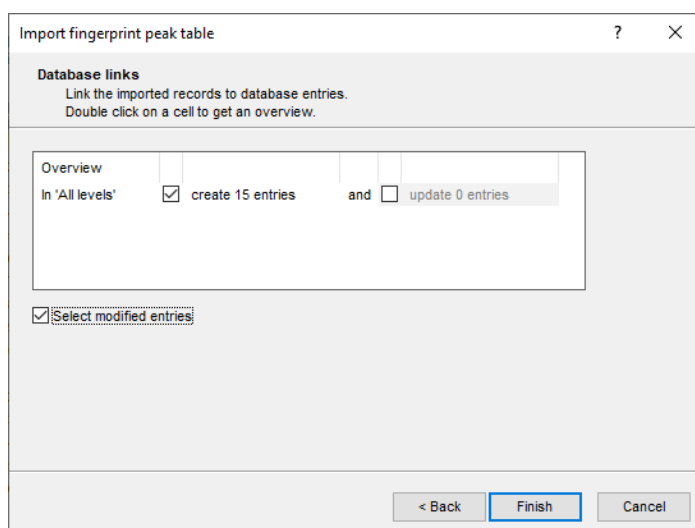 Import fingerprint peak table ?
Database links
Link the imported records to database entries.
Double click on a cell to get an overview.
Overview
In 'All levels' create 15 entries and update 0 entries
Select modified entries
< Back Finish Cancel